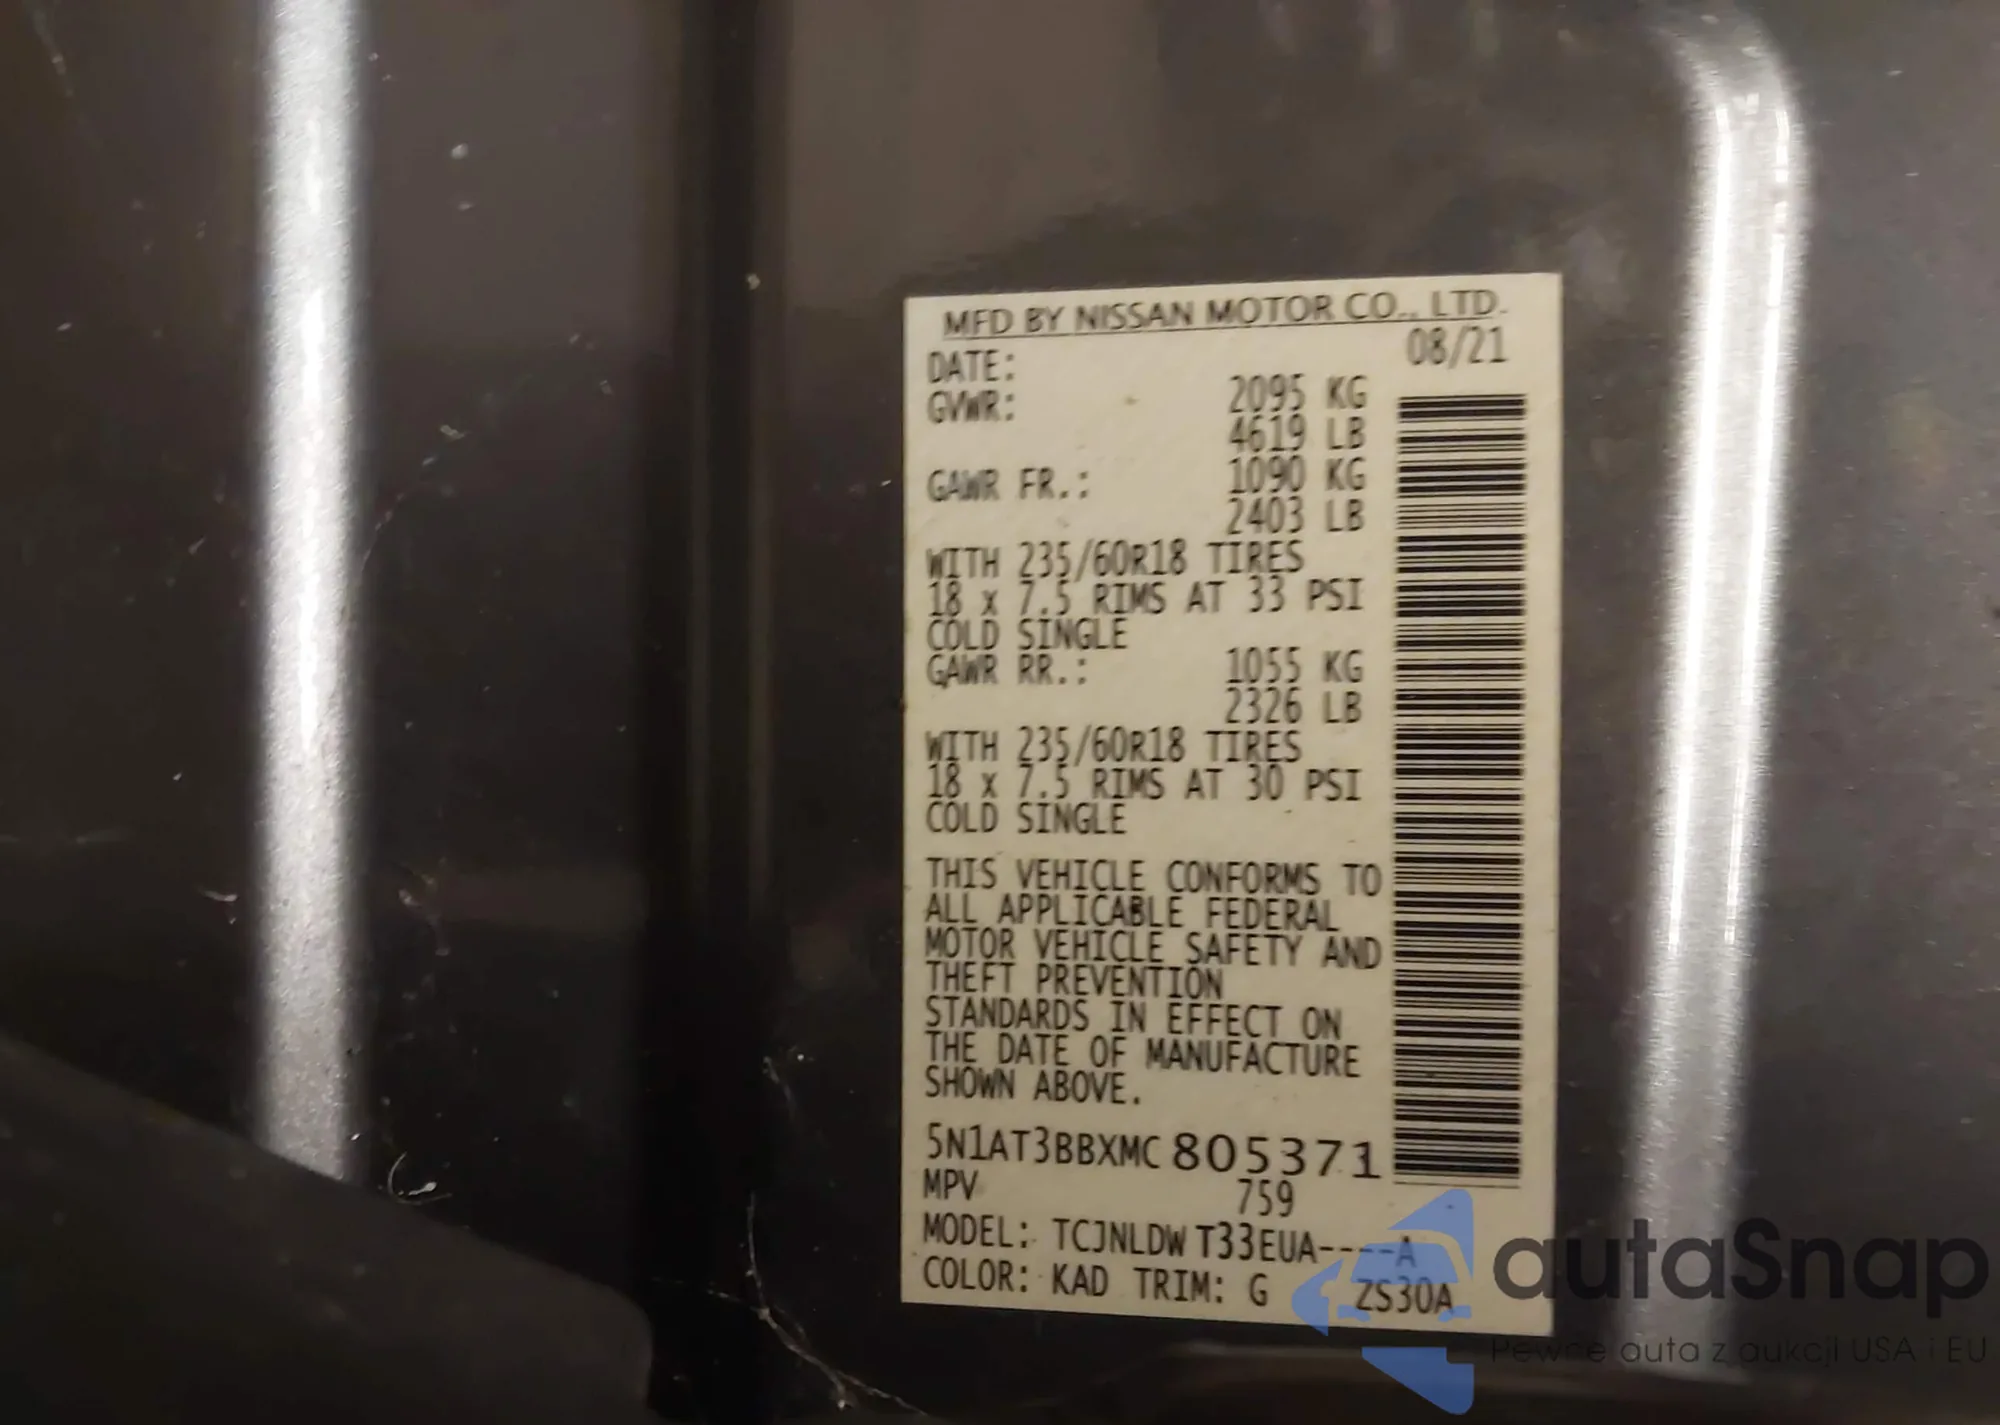 MFD BY NISSAN MOTOR CO., LTD.
DATE: 08/21
GVWR: 2095 KG
4619 LB
GAWR FR.: 1090 KG
2403 LB
WITH 235/60R18 TIRES
18 x 7.5 RIMS AT 33 PSI
COLD SINGLE
GAWR RR.: 1055 KG
2326 LB
WITH 235/60R18 TIRES
18 x 7.5 RIMS AT 30 PSI
COLD SINGLE
THIS VEHICLE CONFORMS TO
ALL APPLICABLE FEDERAL
MOTOR VEHICLE SAFETY AND
THEFT PREVENTION
STANDARDS IN EFFECT ON
THE DATE OF MANUFACTURE
SHOWN ABOVE.
5N1AT3BBXMC805371
MPV 759
MODEL: TCJNLDW T33EUA----A
COLOR: KAD TRIM: G ZS30A
autaSnap
Pewne auta z aukcji USA i EU